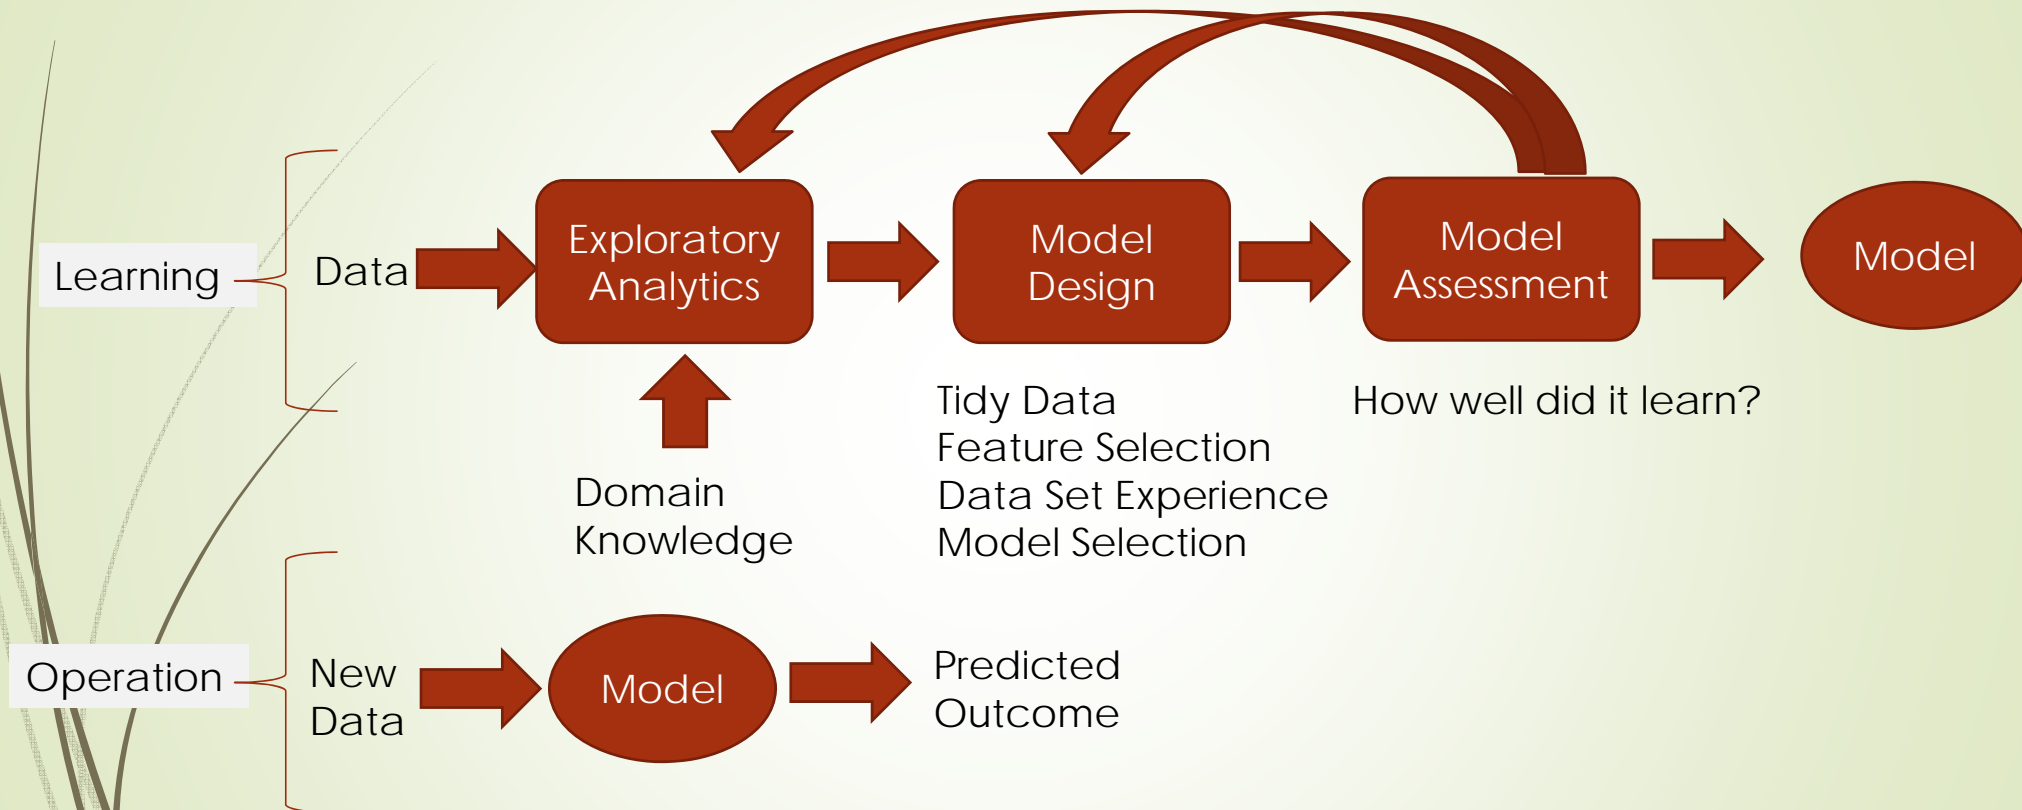 Learning
Data
Exploratory
Analytics
Model
Design
Model
Assessment
Model
Domain
Knowledge
Tidy Data
Feature Selection
Data Set Experience
Model Selection
How well did it learn?
Operation
New
Data
Model
Predicted
Outcome